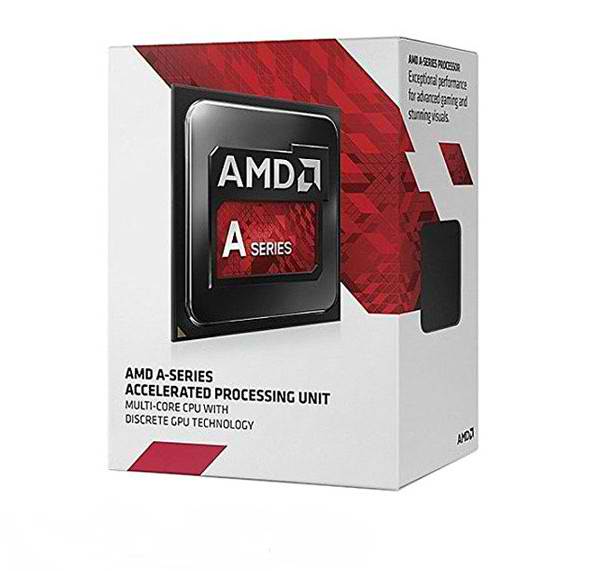 AMD
A SERIES
AMD A-SERIES
ACCELERATED PROCESSING UNIT
MULTI-CORE CPU WITH
DISCRETE GPU TECHNOLOGY
AMD A-SERIES PROCESSOR
Exceptional performance
for advanced gaming and
stunning visuals.
AMD